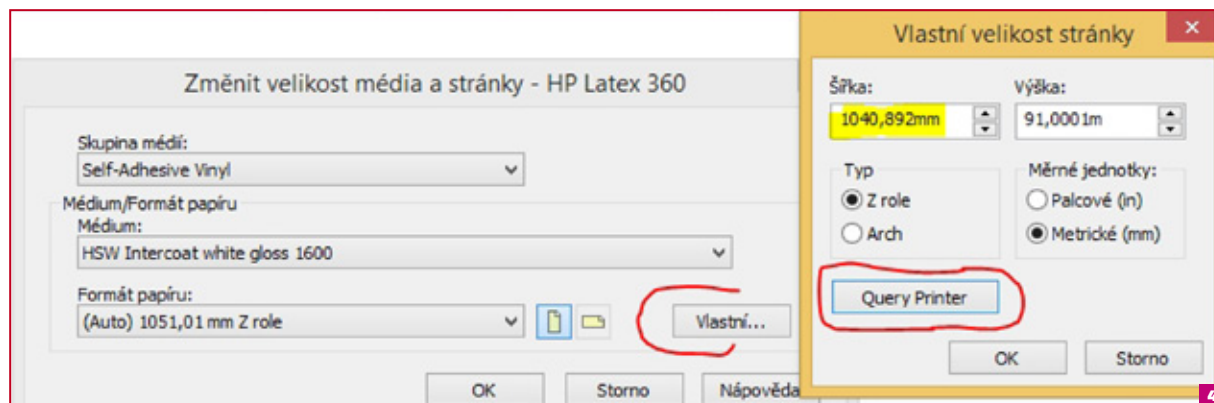 Změnit velikost média a stránky - HP Latex 360
Skupina médií:
Self-Adhesive Vinyl
Médium/Formát papíru
Médium:
HSW Intercoat white gloss 1600
Formát papíru:
(Auto) 1051,01 mm Z role
Vlastní...
OK Storno Nápověda
Vlastní velikost stránky
Šířka: Výška:
1040,892mm 91,0001m
Typ Měrné jednotky:
Z role Palcové (in)
Arch Metrické (mm)
Query Printer
OK Storno
4